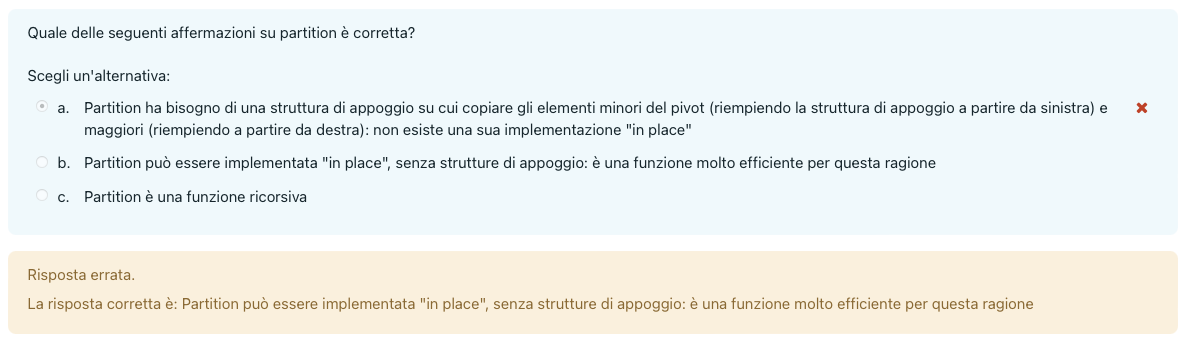 Quale delle seguenti affermazioni su partition è corretta?
Scegli un'alternativa:
a. Partition ha bisogno di una struttura di appoggio su cui copiare gli elementi minori del pivot (riempiendo la struttura di appoggio a partire da sinistra) e
maggiori (riempiendo a partire da destra): non esiste una sua implementazione "in place"
b. Partition può essere implementata "in place", senza strutture di appoggio: è una funzione molto efficiente per questa ragione
c. Partition è una funzione ricorsiva
Risposta errata.
La risposta corretta è: Partition può essere implementata "in place", senza strutture di appoggio: è una funzione molto efficiente per questa ragione